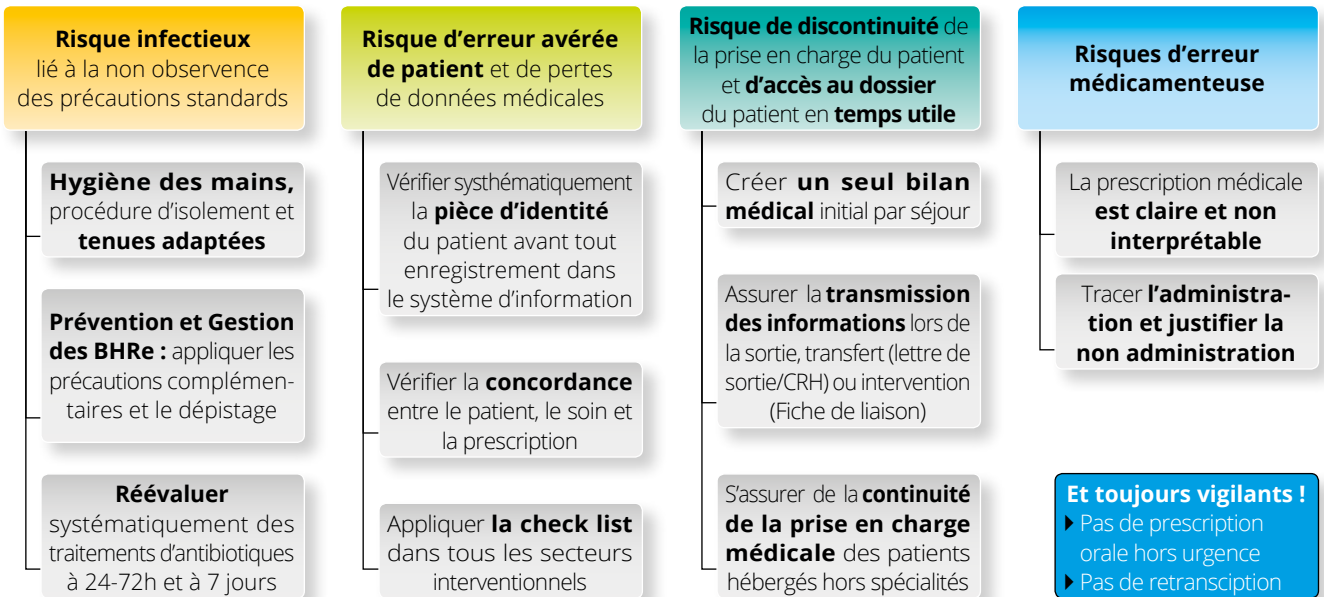 Risque infectieux
lié à la non observence
des précautions standards
Hygiène des mains,
procédure d'isolement et
tenues adaptées
Prévention et Gestion
des BHRe : appliquer les
précautions complémen-
taires et le dépistage
Réévaluer
systématiquement des
traitements d'antibiotiques
à 24-72h et à 7 jours
Risque d'erreur avérée
de patient et de pertes
de données médicales
Vérifier systhématiquement
la pièce d'identité
du patient avant tout
enregistrement dans
le système d'information
Vérifier la concordance
entre le patient, le soin et
la prescription
Appliquer la check list
dans tous les secteurs
interventionnels
Risque de discontinuité de
la prise en charge du patient
et d'accès au dossier
du patient en temps utile
Créer un seul bilan
médical initial par séjour
Assurer la transmission
des informations lors de
la sortie, transfert (lettre de
sortie/CRH) ou intervention
(Fiche de liaison)
S'assurer de la continuité
de la prise en charge
médicale des patients
hébergés hors spécialités
Risques d'erreur
médicamenteuse
La prescription médicale
est claire et non
interprétable
Tracer l'administra-
tion et justifier la
non administration
Et toujours vigilants !
Pas de prescription
orale hors urgence
Pas de retransciption